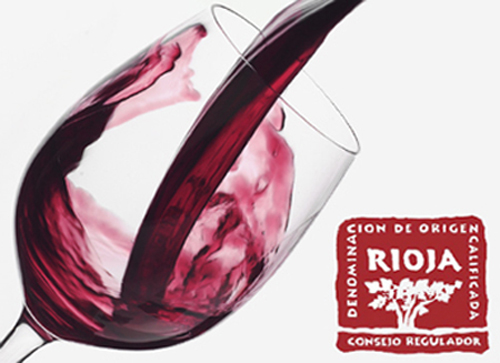 DENOMINACION DE ORIGEN CALIFICADA
RIOJA
CONSEJO REGULADOR